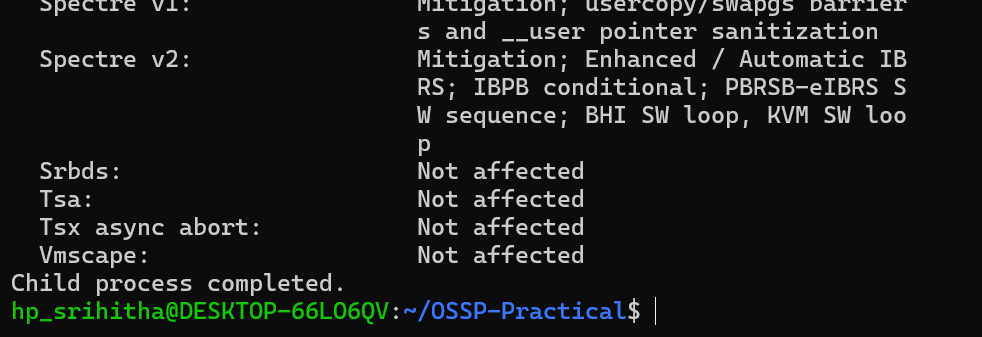 Spectre v1: Mitigation; usercopy/swapgs barrier
s and __user pointer sanitization
Spectre v2: Mitigation; Enhanced / Automatic IB
RS; IBPB conditional; PBRSB-eIBRS S
W sequence; BHI SW loop, KVM SW loo
p
Srbds: Not affected
Tsa: Not affected
Tsx async abort: Not affected
Vmscape: Not affected
Child process completed.
hp_srihitha@DESKTOP-66LO6QV:~/OSSP-Practical$